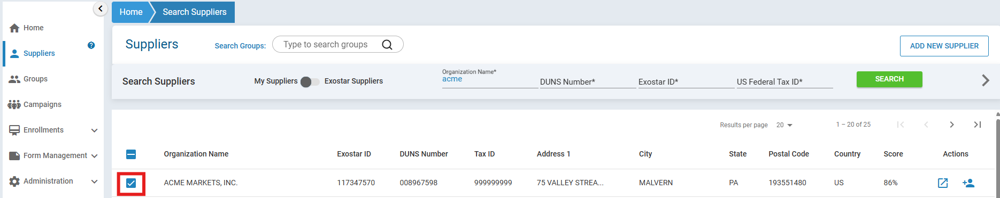 Home
Suppliers
?
Groups
Campaigns
Enrollments
Form Management
Administration
Home Search Suppliers
Suppliers Search Groups: Type to search groups ADD NEW SUPPLIER
Organization Name*
Search Suppliers My Suppliers Exostar Suppliers acme DUNS Number* Exostar ID* US Federal Tax ID* SEARCH
Results per page 20 1 – 20 of 25
Organization Name Exostar ID DUNS Number Tax ID Address 1 City State Postal Code Country Score Actions
ACME MARKETS, INC. 117347570 008967598 999999999 75 VALLEY STREA... MALVERN PA 193551480 US 86%